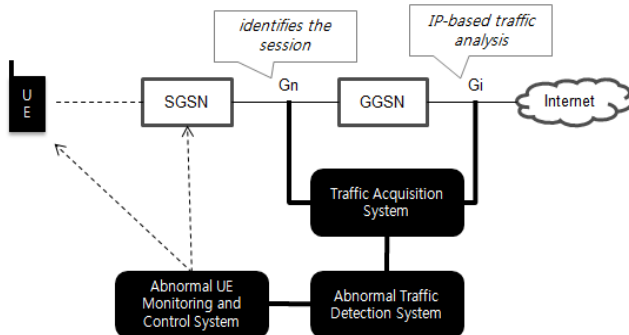 identifies the
session
IP-based traffic
analysis
U
E
SGSN
Gn
GGSN
Gi
Internet
Traffic Acquisition
System
Abnormal UE
Monitoring and
Control System
Abnormal Traffic
Detection System